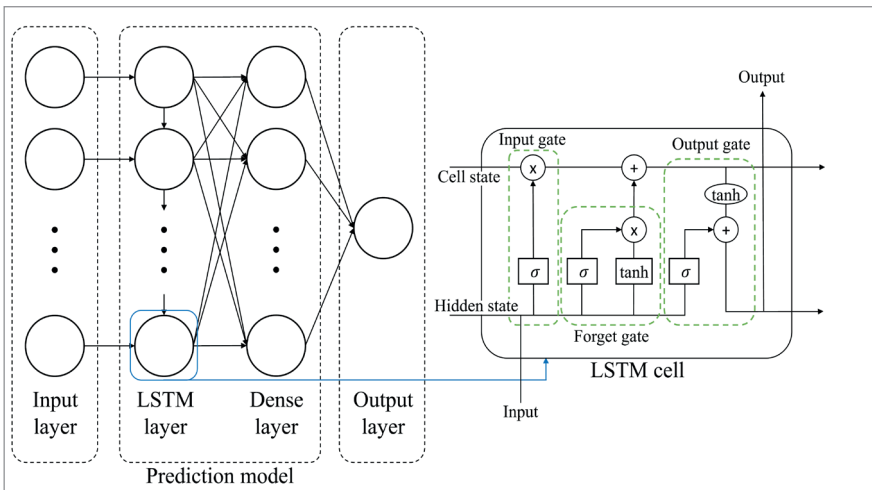 Input
layer
LSTM
layer
Dense
layer
Output
layer
Prediction model
Output
Input gate
Output gate
Cell state
x
+
tanh
x
+
σ
σ
tanh
σ
Hidden state
Forget gate
LSTM cell
Input